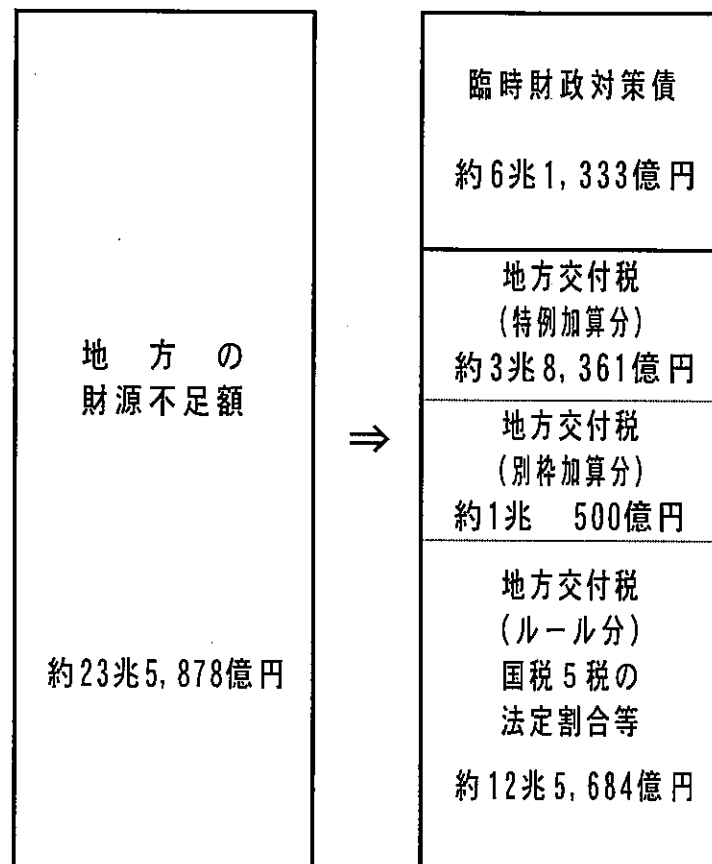 地方の
財源不足額
約23兆5,878億円
⇒
臨時財政対策債
約6兆1,333億円
地方交付税
(特例加算分)
約3兆8,361億円
地方交付税
(別枠加算分)
約1兆 500億円
地方交付税
(ルール分)
国税5税の
法定割合等
約12兆5,684億円